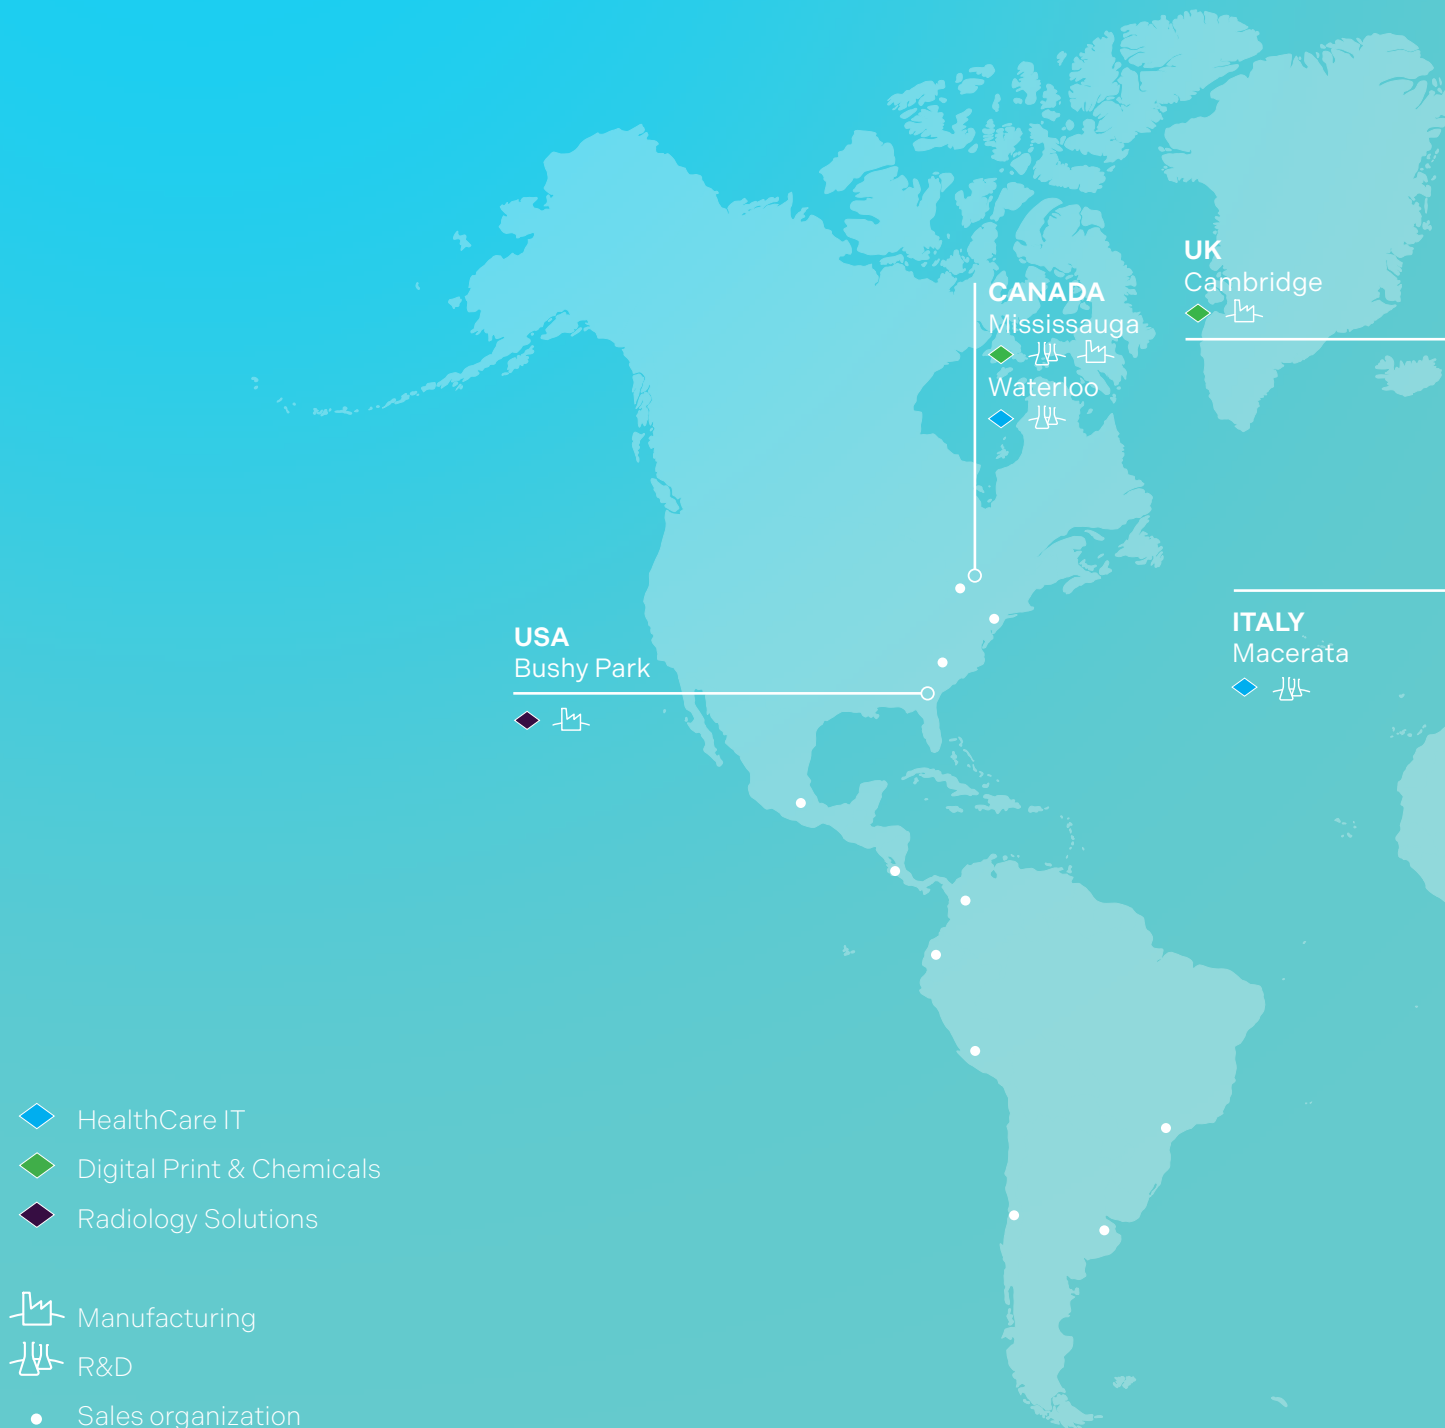 UK
Cambridge
CANADA
Mississauga
Waterloo
ITALY
Macerata
USA
Bushy Park
HealthCare IT
Digital Print & Chemicals
Radiology Solutions
Manufacturing
R&D
Sales organization